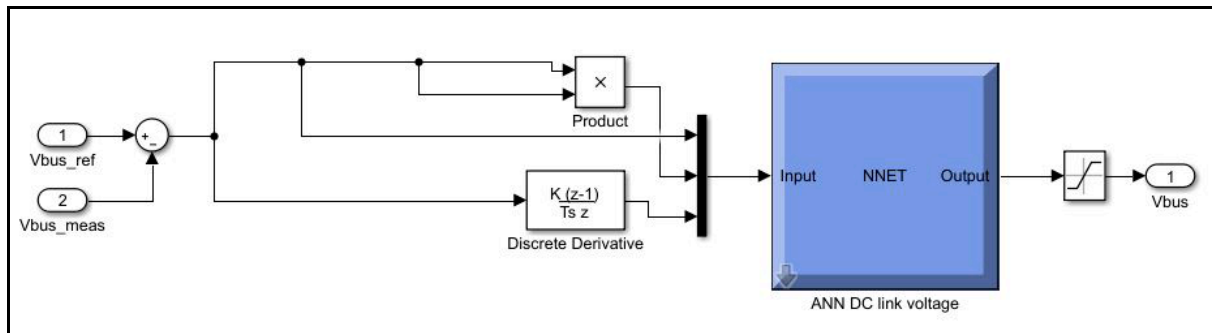 1
Vbus_ref
2
Vbus_meas
+
−
×
Product
K (z-1)
Ts z
Discrete Derivative
Input NNET Output
ANN DC link voltage
1
Vbus